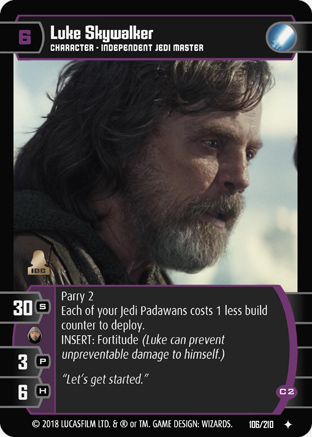 6
Luke Skywalker
CHARACTER - INDEPENDENT JEDI MASTER
IDC
30 S
3 P
6 H
Parry 2
Each of your Jedi Padawans costs 1 less build
counter to deploy.
INSERT: Fortitude (Luke can prevent
unpreventable damage to himself.)
“Let’s get started.”
C2
© 2018 LUCASFILM LTD. & ® or TM. GAME DESIGN: WIZARDS.
106/210